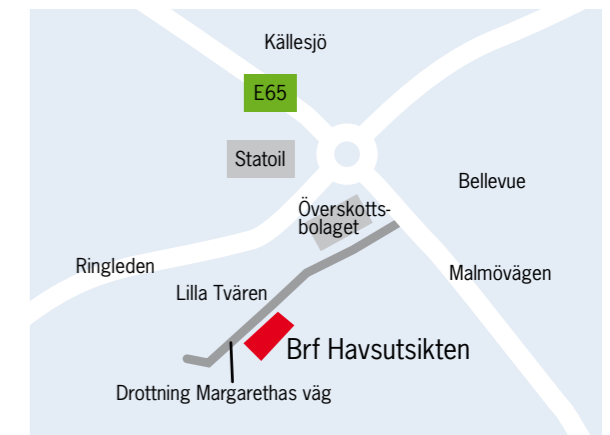 Källesjö
E65
Statoil
Bellevue
Överskotts-
bolaget
Ringleden
Malmövägen
Lilla Tvären
Brf Havsutsikten
Drottning Margarethas väg